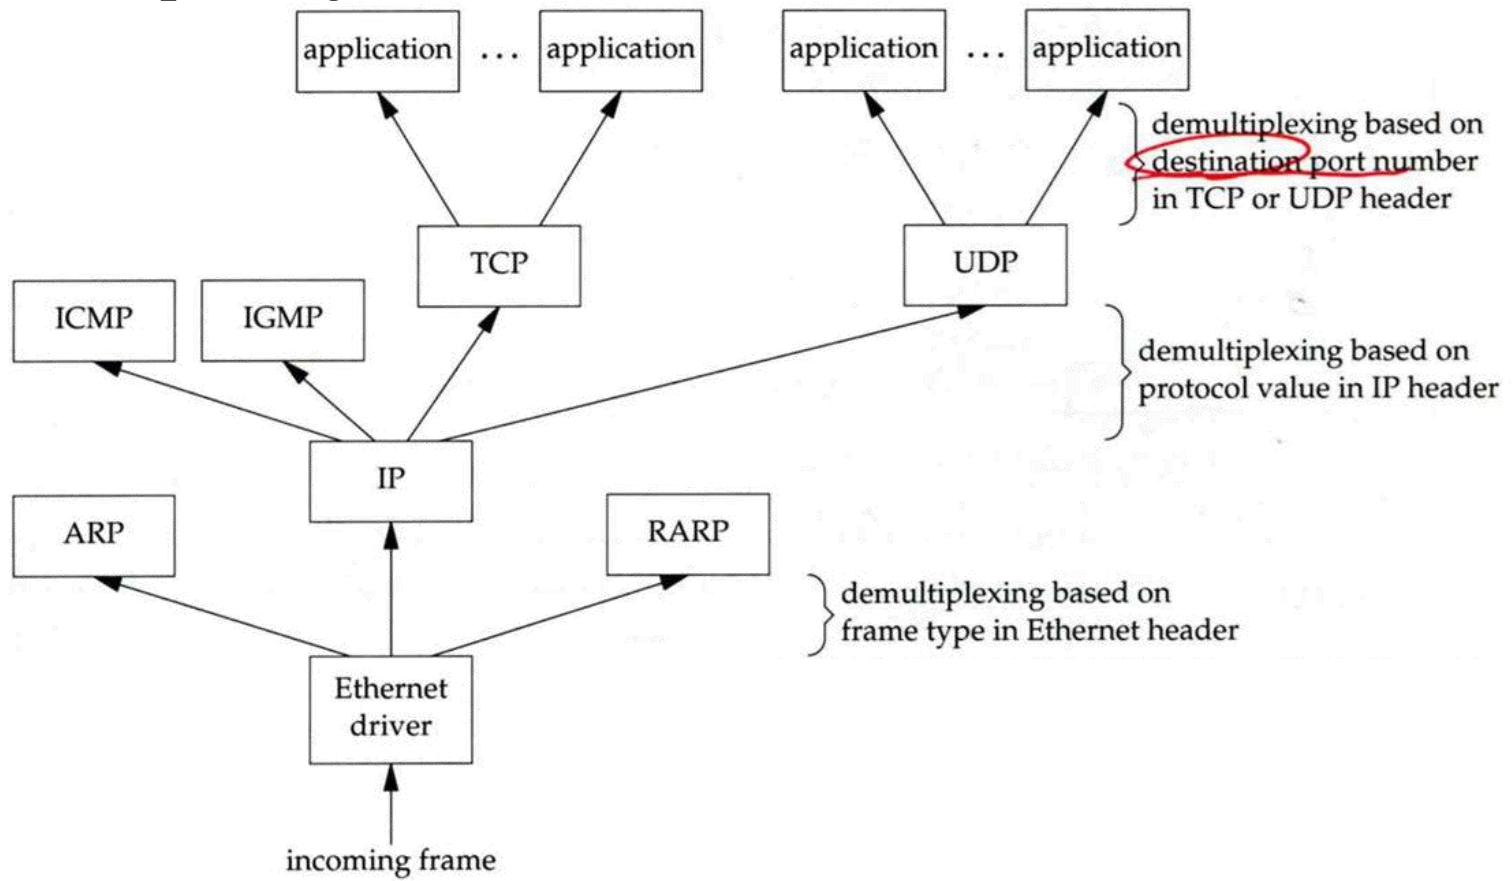 application ... application application ... application
demultiplexing based on
destination port number
in TCP or UDP header
TCP UDP
ICMP IGMP
demultiplexing based on
protocol value in IP header
IP
ARP RARP
demultiplexing based on
frame type in Ethernet header
Ethernet
driver
incoming frame